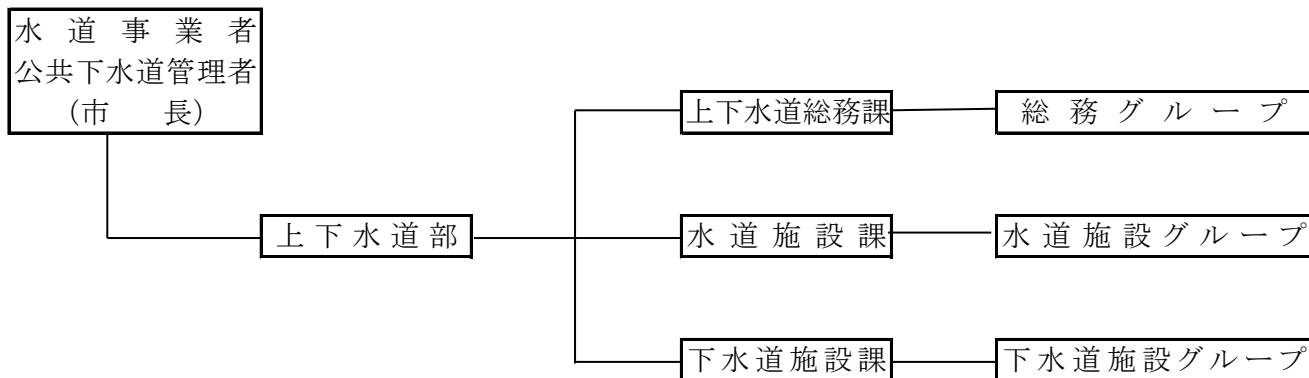 水道事業者
公共下水道管理者
(市長)
上下水道総務課
総務グループ
上下水道部
水道施設課
水道施設グループ
下水道施設課
下水道施設グループ